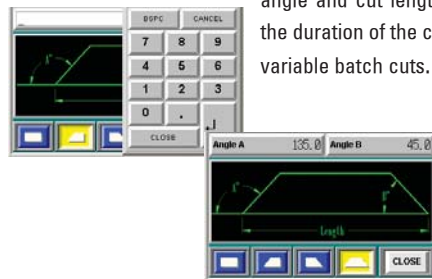 angle and cut length
the duration of the c
variable batch cuts.
BSPC CANCEL
7 8 9
4 5 6
1 2 3
0 .
CLOSE
Angle A 135.0 Angle B 45.0
Length
CLOSE